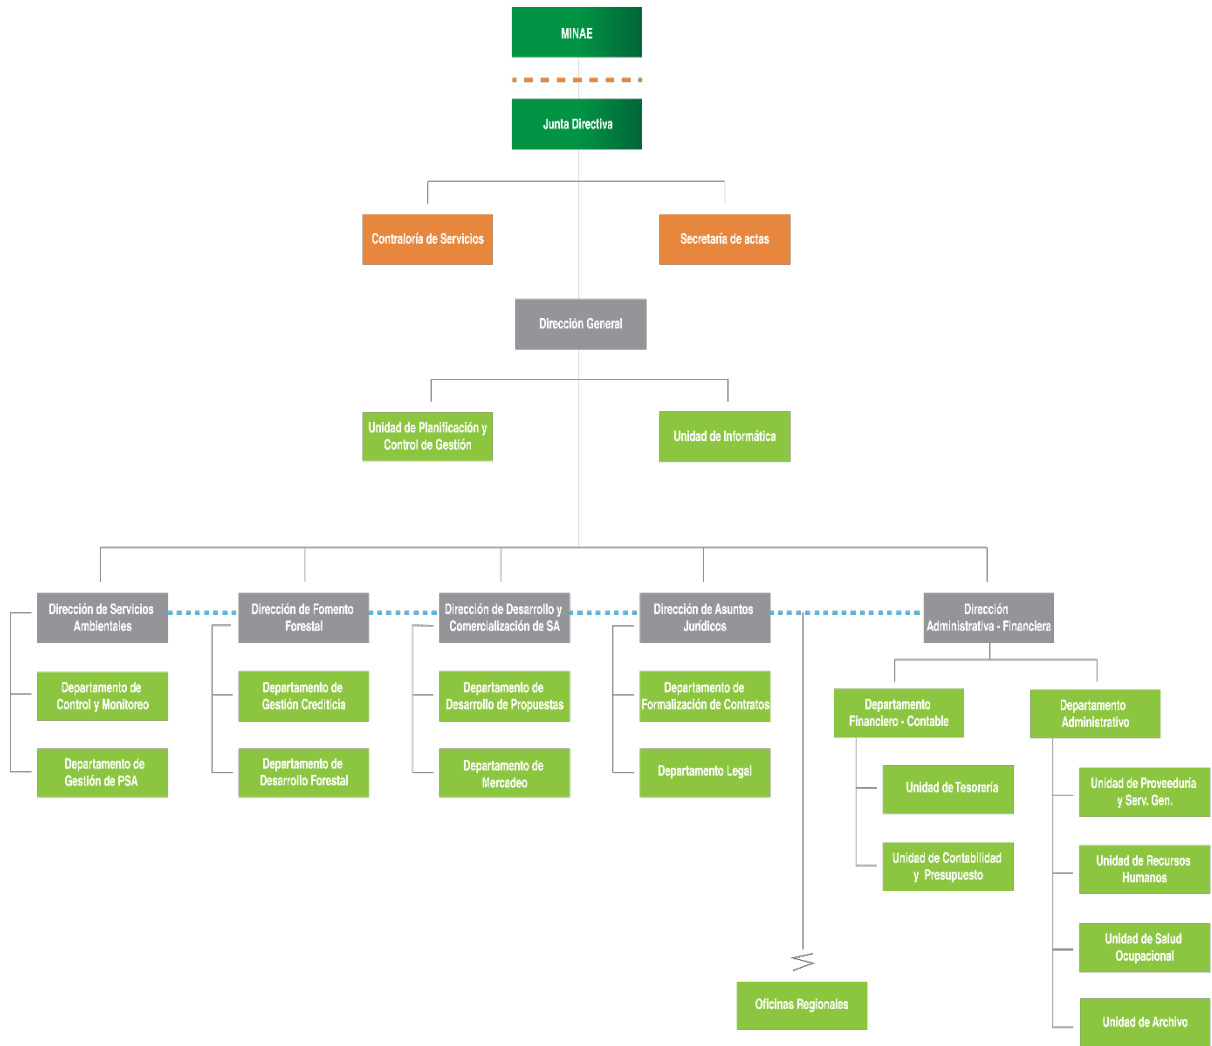 MINAE
Junta Directiva
Contraloría de Servicios
Secretaría de actas
Dirección General
Unidad de Planificación y
Control de Gestión
Unidad de Informática
Dirección de Servicios
Ambientales
Dirección de Fomento
Forestal
Dirección de Desarrollo y
Comercialización de SA
Dirección de Asuntos
Jurídicos
Dirección
Administrativa - Financiera
Departamento de
Control y Monitoreo
Departamento de
Gestión Crediticia
Departamento de
Desarrollo de Propuestas
Departamento de
Formalización de Contratos
Departamento
Financiero - Contable
Departamento
Administrativo
Departamento de
Gestión de PSA
Departamento de
Desarrollo Forestal
Departamento de
Mercadeo
Departamento Legal
Unidad de Tesorería
Unidad de Proveeduría
y Serv. Gen.
Unidad de Contabilidad
y Presupuesto
Unidad de Recursos
Humanos
Unidad de Salud
Ocupacional
Oficinas Regionales
Unidad de Archivo